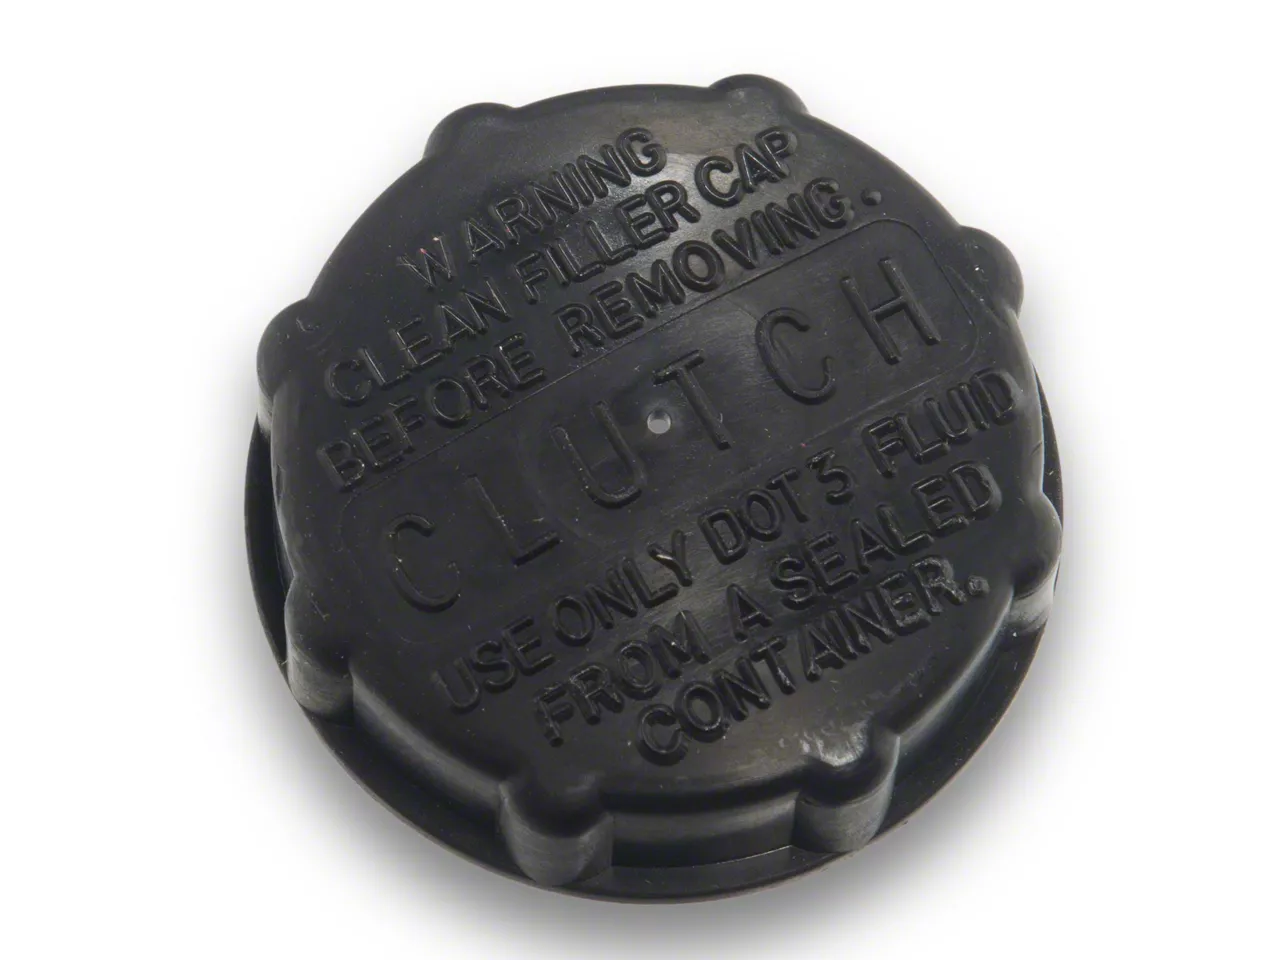 WARNING
CLEAN FILLER CAP
BEFORE REMOVING.
CLUTCH
USE ONLY DOT 3 FLUID
FROM A SEALED
CONTAINER.